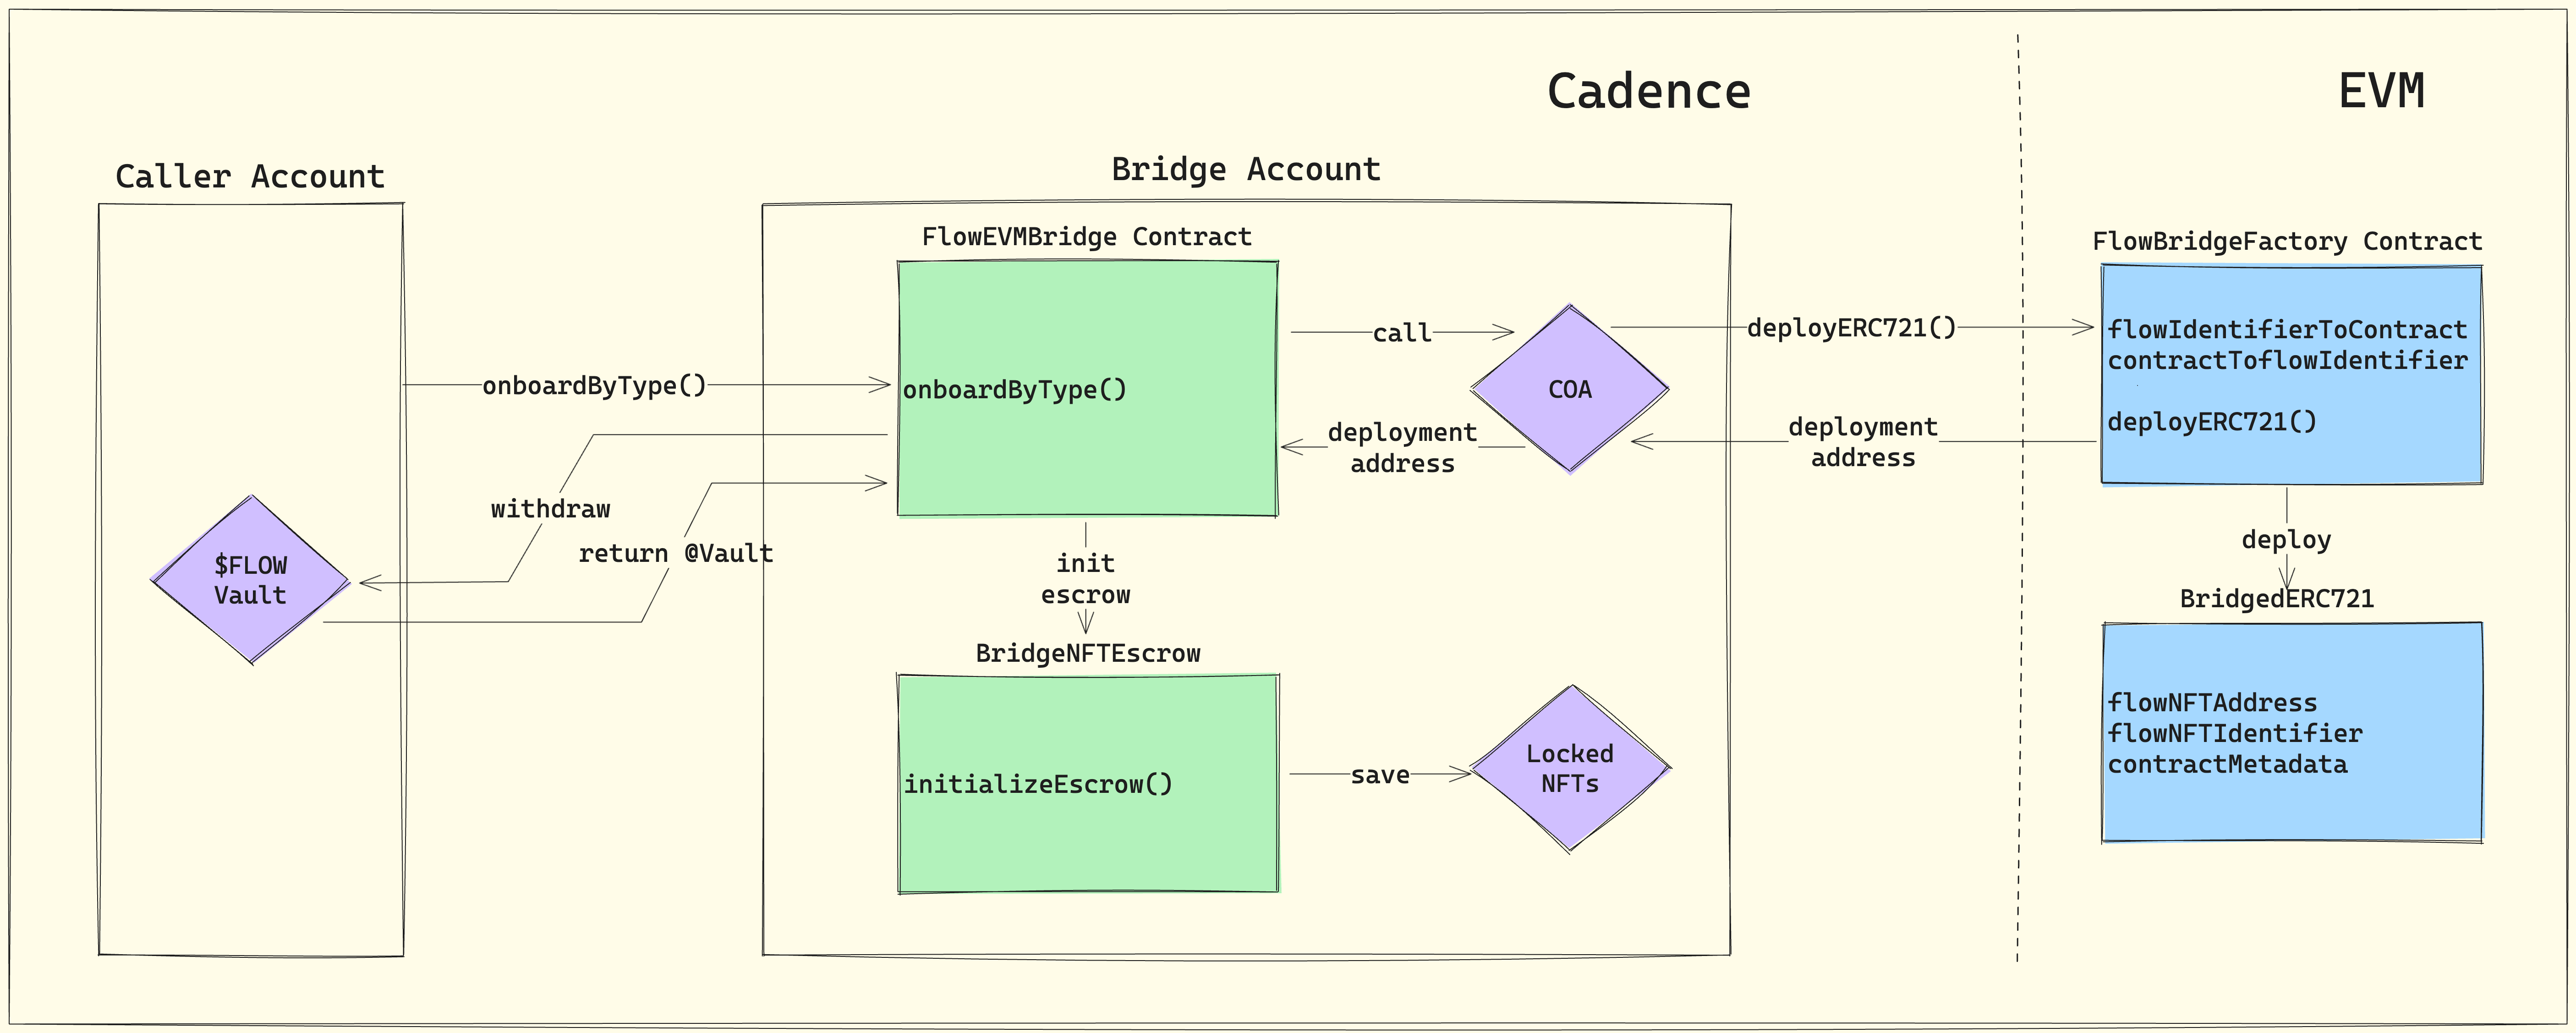 Cadence
EVM
Caller Account
Bridge Account
FlowEVMBridge Contract
FlowBridgeFactory Contract
onboardByType()
onboardByType()
withdraw
return @Vault
$FLOW
Vault
call
COA
deployment
address
deployERC721()
deployment
address
flowIdentifierToContract
contractToflowIdentifier
deployERC721()
init
escrow
deploy
BridgeNFTEscrow
initializeEscrow()
save
Locked
NFTs
BridgedERC721
flowNFTAddress
flowNFTIdentifier
contractMetadata